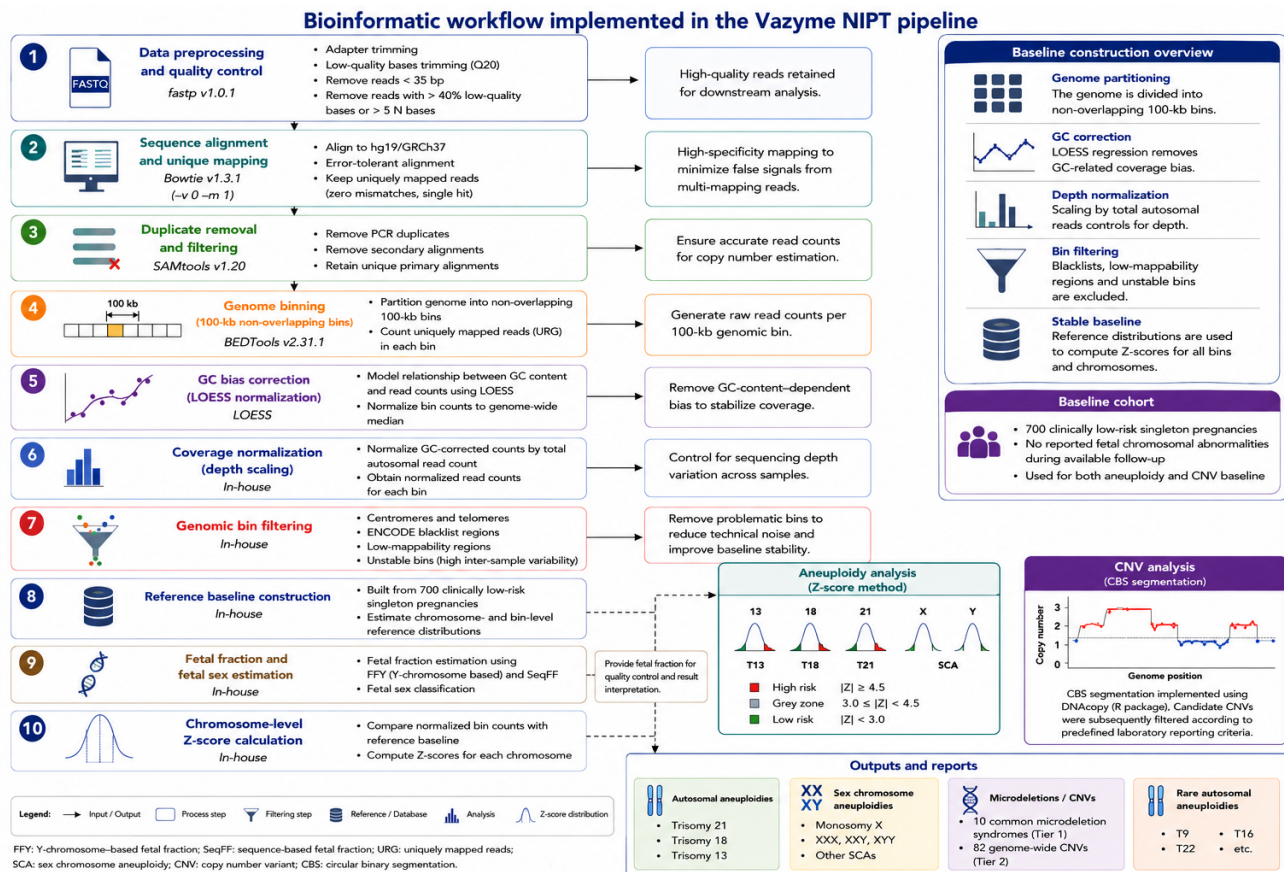 Bioinformatic workflow implemented in the Vazyme NIPT pipeline
1
FASTQ
Data preprocessing
and quality control
fastp v1.0.1
• Adapter trimming
• Low-quality bases trimming (Q20)
• Remove reads < 35 bp
• Remove reads with > 40% low-quality
bases or > 5 N bases
High-quality reads retained
for downstream analysis.
2
Sequence alignment
and unique mapping
Bowtie v1.3.1
(–v 0 –m 1)
• Align to hg19/GRCh37
• Error-tolerant alignment
• Keep uniquely mapped reads
(zero mismatches, single hit)
High-specificity mapping to
minimize false signals from
multi-mapping reads.
3
Duplicate removal
and filtering
SAMtools v1.20
• Remove PCR duplicates
• Remove secondary alignments
• Retain unique primary alignments
Ensure accurate read counts
for copy number estimation.
4
100 kb
Genome binning
(100-kb non-overlapping bins)
BEDTools v2.31.1
• Partition genome into non-overlapping
100-kb bins
• Count uniquely mapped reads (URG)
in each bin
Generate raw read counts per
100-kb genomic bin.
5
GC bias correction
(LOESS normalization)
LOESS
• Model relationship between GC content
and read counts using LOESS
• Normalize bin counts to genome-wide
median
Remove GC-content–dependent
bias to stabilize coverage.
6
Coverage normalization
(depth scaling)
In-house
• Normalize GC-corrected counts by total
autosomal read count
• Obtain normalized read counts
for each bin
Control for sequencing depth
variation across samples.
7
Genomic bin filtering
In-house
• Centromeres and telomeres
• ENCODE blacklist regions
• Low-mappability regions
• Unstable bins (high inter-sample variability)
Remove problematic bins to
reduce technical noise and
improve baseline stability.
8
Reference baseline construction
In-house
• Built from 700 clinically low-risk
singleton pregnancies
• Estimate chromosome- and bin-level
reference distributions
9
Fetal fraction and
fetal sex estimation
In-house
• Fetal fraction estimation using
FFY (Y-chromosome based) and SeqFF
• Fetal sex classification
Provide fetal fraction for
quality control and result
interpretation.
10
Chromosome-level
Z-score calculation
In-house
• Compare normalized bin counts with
reference baseline
• Compute Z-scores for each chromosome
Baseline construction overview
Genome partitioning
The genome is divided into
non-overlapping 100-kb bins.
GC correction
LOESS regression removes
GC-related coverage bias.
Depth normalization
Scaling by total autosomal
reads controls for depth.
Bin filtering
Blacklists, low-mappability
regions and unstable bins
are excluded.
Stable baseline
Reference distributions are used
to compute Z-scores for all bins
and chromosomes.
Baseline cohort
• 700 clinically low-risk singleton pregnancies
• No reported fetal chromosomal abnormalities
during available follow-up
• Used for both aneuploidy and CNV baseline
Aneuploidy analysis
(Z-score method)
13 18 21 X Y
T13 T18 T21 SCA
High risk |Z| ≥ 4.5
Grey zone 3.0 ≤ |Z| < 4.5
Low risk |Z| < 3.0
CNV analysis
(CBS segmentation)
Copy number
3
2
1
0
Genome position
CBS segmentation implemented using
DNAcopy (R package), Candidate CNVs
were subsequently filtered according to
predefined laboratory reporting criteria.
Outputs and reports
Autosomal aneuploidies
• Trisomy 21
• Trisomy 18
• Trisomy 13
XX
XY
Sex chromosome
aneuploidies
• Monosomy X
• XXX, XXY, XYY
• Other SCAs
Microdeletions / CNVs
• 10 common microdeletion
syndromes (Tier 1)
• 82 genome-wide CNVs
(Tier 2)
Rare autosomal
aneuploidies
• T9 • T16
• T22 • etc.
Legend: Input / Output Process step Filtering step Reference / Database Analysis Z-score distribution
FFY: Y-chromosome–based fetal fraction; SeqFF: sequence-based fetal fraction; URG: uniquely mapped reads;
SCA: sex chromosome aneuploidy; CNV: copy number variant; CBS: circular binary segmentation.